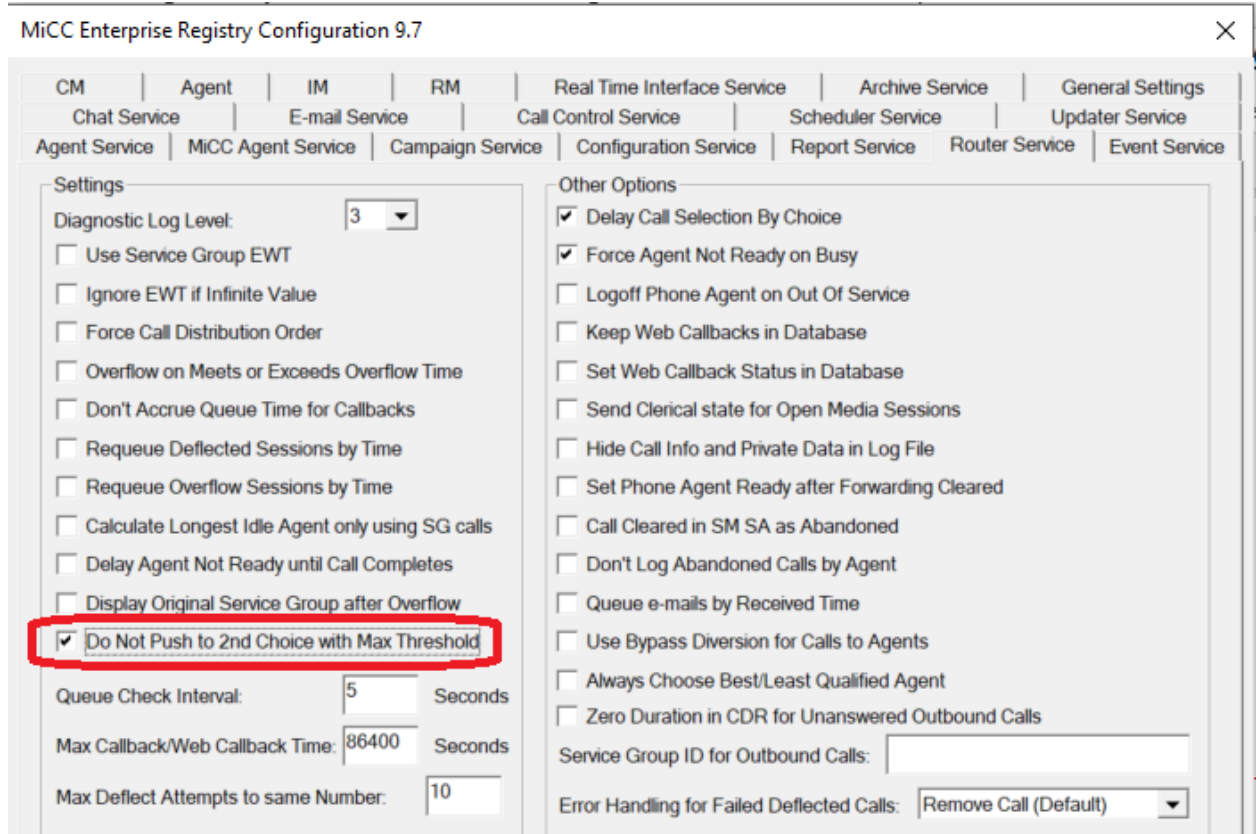 MiCC Enterprise Registry Configuration 9.7
CM Agent IM RM Real Time Interface Service Archive Service General Settings
Chat Service E-mail Service Call Control Service Scheduler Service Updater Service
Agent Service MiCC Agent Service Campaign Service Configuration Service Report Service Router Service Event Service
Settings
Diagnostic Log Level: 3
Use Service Group EWT
Ignore EWT if Infinite Value
Force Call Distribution Order
Overflow on Meets or Exceeds Overflow Time
Don't Accrue Queue Time for Callbacks
Requeue Deflected Sessions by Time
Requeue Overflow Sessions by Time
Calculate Longest Idle Agent only using SG calls
Delay Agent Not Ready until Call Completes
Display Original Service Group after Overflow
Do Not Push to 2nd Choice with Max Threshold
Queue Check Interval: 5 Seconds
Max Callback/Web Callback Time: 86400 Seconds
Max Deflect Attempts to same Number: 10
Other Options
Delay Call Selection By Choice
Force Agent Not Ready on Busy
Logoff Phone Agent on Out Of Service
Keep Web Callbacks in Database
Set Web Callback Status in Database
Send Clerical state for Open Media Sessions
Hide Call Info and Private Data in Log File
Set Phone Agent Ready after Forwarding Cleared
Call Cleared in SM SA as Abandoned
Don't Log Abandoned Calls by Agent
Queue e-mails by Received Time
Use Bypass Diversion for Calls to Agents
Always Choose Best/Least Qualified Agent
Zero Duration in CDR for Unanswered Outbound Calls
Service Group ID for Outbound Calls:
Error Handling for Failed Deflected Calls: Remove Call (Default)